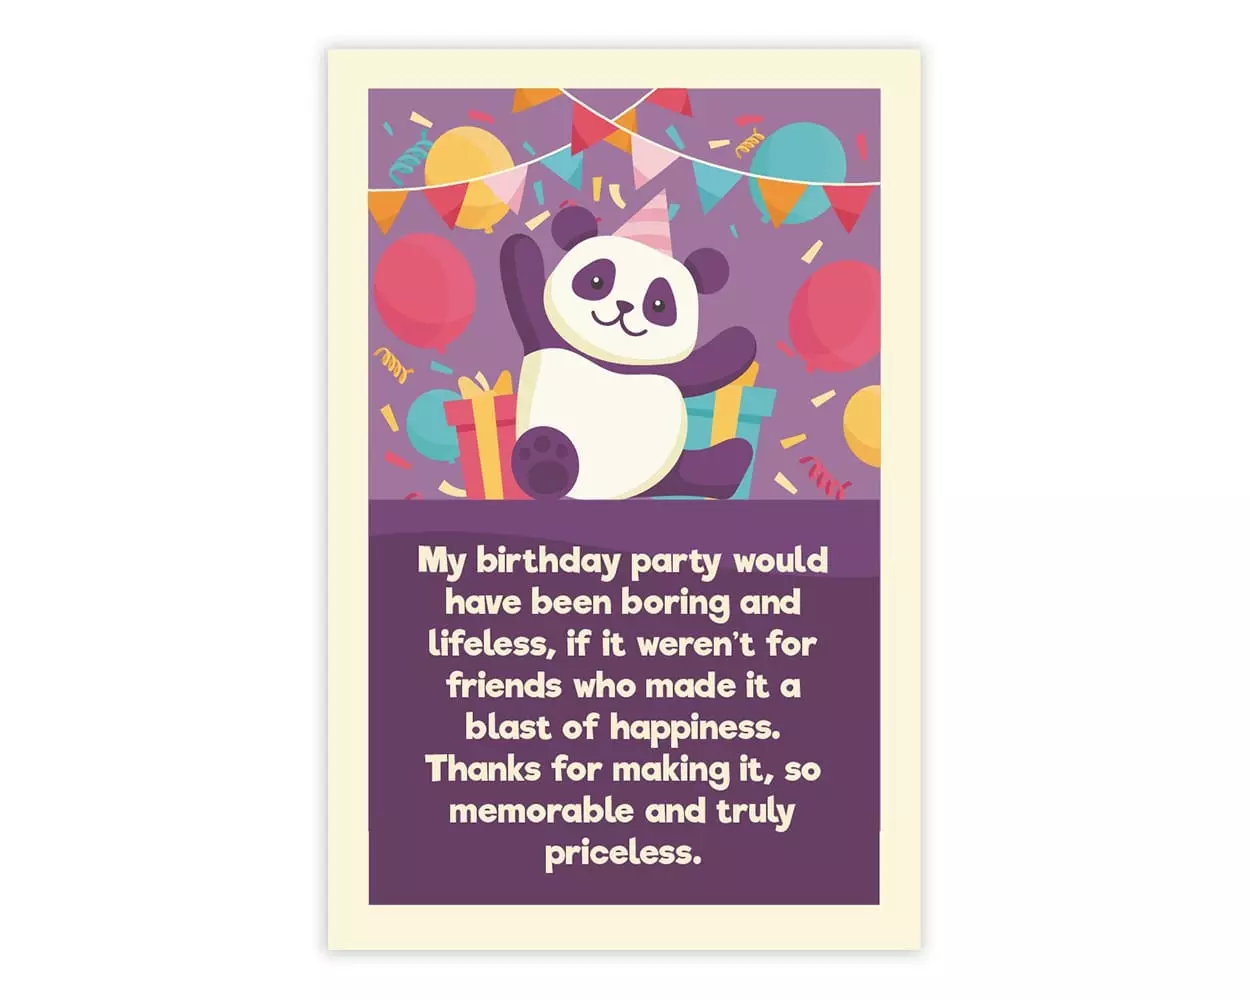 My birthday party would
have been boring and
lifeless, if it weren't for
friends who made it a
blast of happiness.
Thanks for making it, so
memorable and truly
priceless.